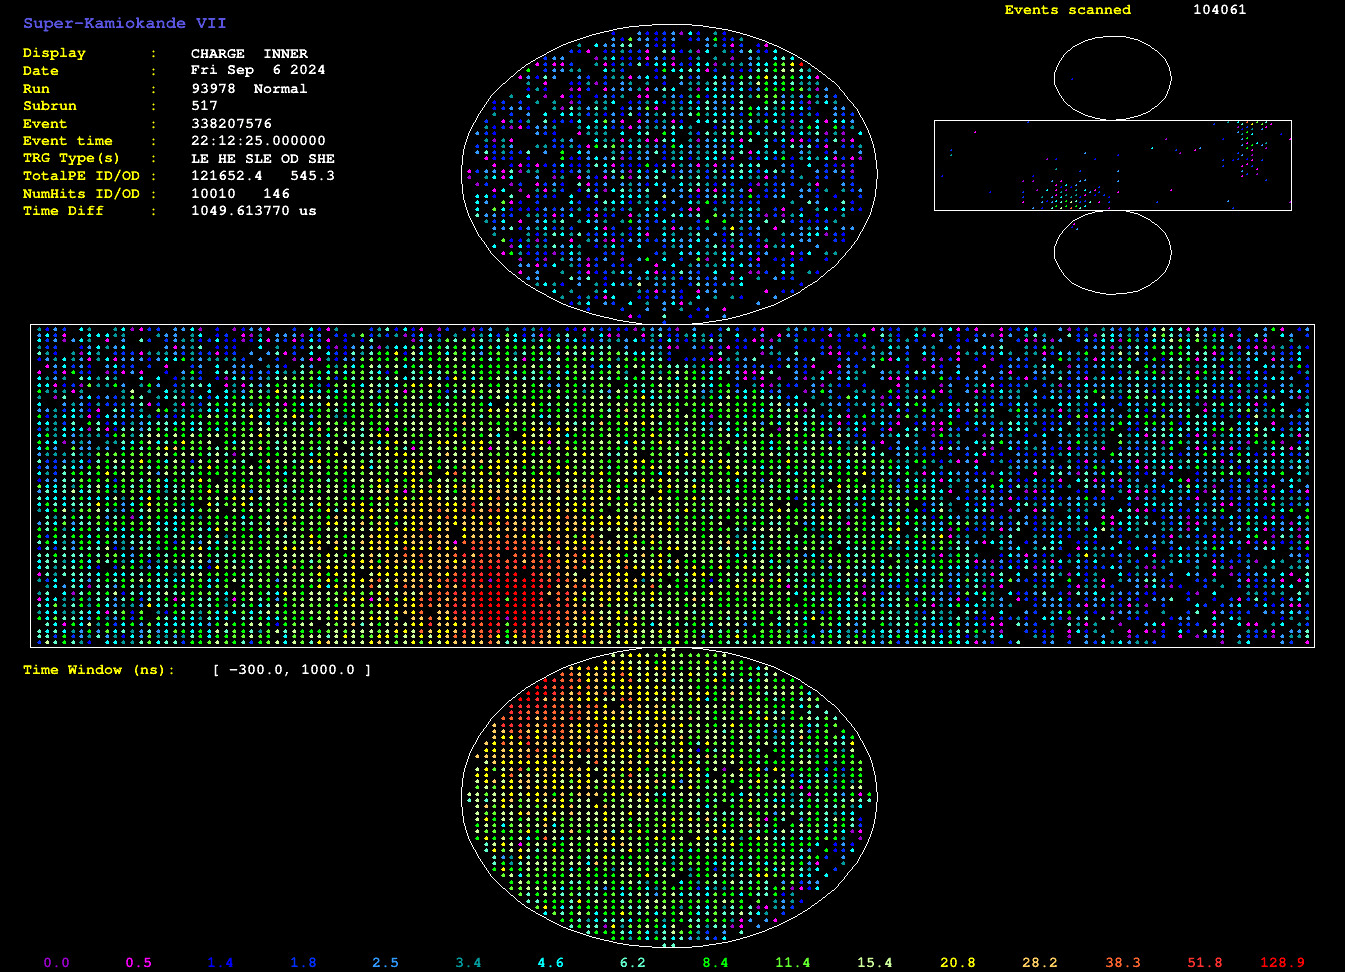 Super-Kamiokande VII
Events scanned 104061
Display : CHARGE INNER
Date : Fri Sep 6 2024
Run : 93978 Normal
Subrun : 517
Event : 338207576
Event time : 22:12:25.000000
TRG Type(s) : LE HE SLE OD SHE
TotalPE ID/OD : 121652.4 545.3
NumHits ID/OD : 10010 146
Time Diff : 1049.613770 us
Time Window (ns): [ -300.0, 1000.0 ]
0.0 0.5 1.4 1.8 2.5 3.4 4.6 6.2 8.4 11.4 15.4 20.8 28.2 38.3 51.8 128.9